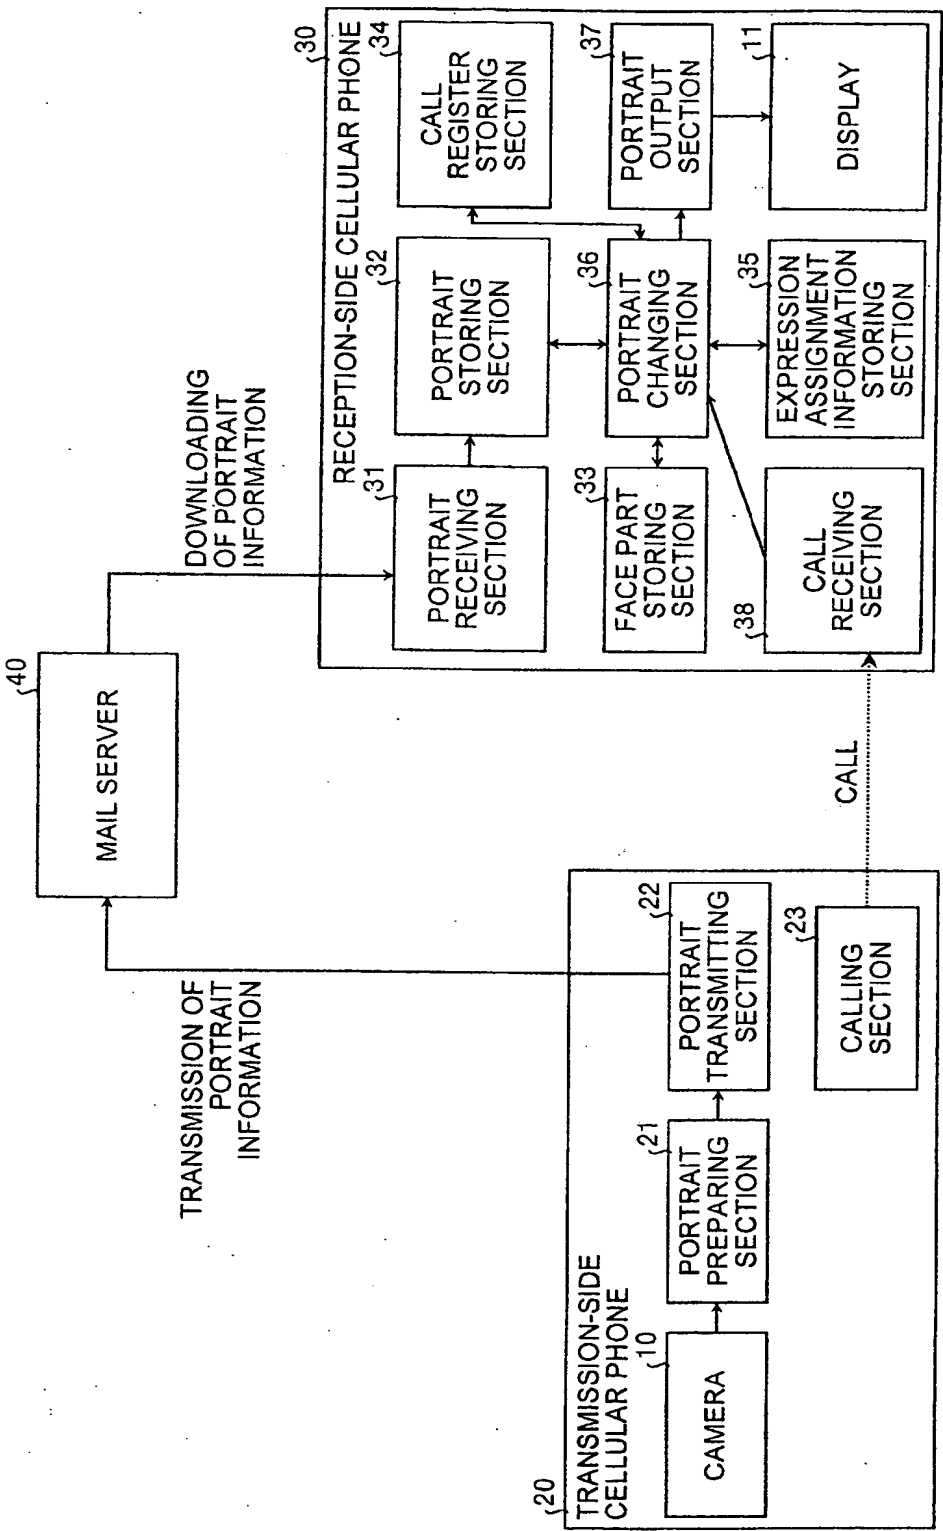 40
MAIL SERVER
TRANSMISSION OF
PORTRAIT
INFORMATION
DOWNLOADING
OF PORTRAIT
INFORMATION
20
TRANSMISSION-SIDE
CELLULAR PHONE
10
CAMERA
21
PORTRAIT
PREPARING
SECTION
22
PORTRAIT
TRANSMITTING
SECTION
23
CALLING
SECTION
CALL
30
RECEPTION-SIDE CELLULAR PHONE
31
PORTRAIT
RECEIVING
SECTION
32
PORTRAIT
STORING
SECTION
34
CALL
REGISTER
STORING
SECTION
33
FACE PART
STORING
SECTION
36
PORTRAIT
CHANGING
SECTION
37
PORTRAIT
OUTPUT
SECTION
38
CALL
RECEIVING
SECTION
35
EXPRESSION
ASSIGNMENT
INFORMATION
STORING
SECTION
11
DISPLAY